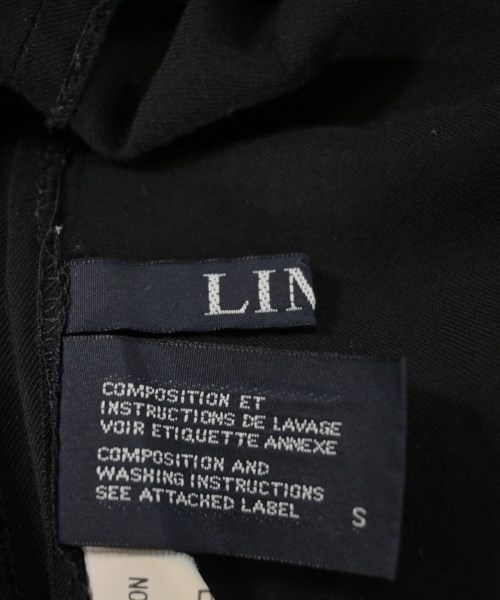 LIN
COMPOSITION ET
INSTRUCTIONS DE LAVAGE
VOIR ETIQUETTE ANNEXE
COMPOSITION AND
WASHING INSTRUCTIONS
SEE ATTACHED LABEL
S